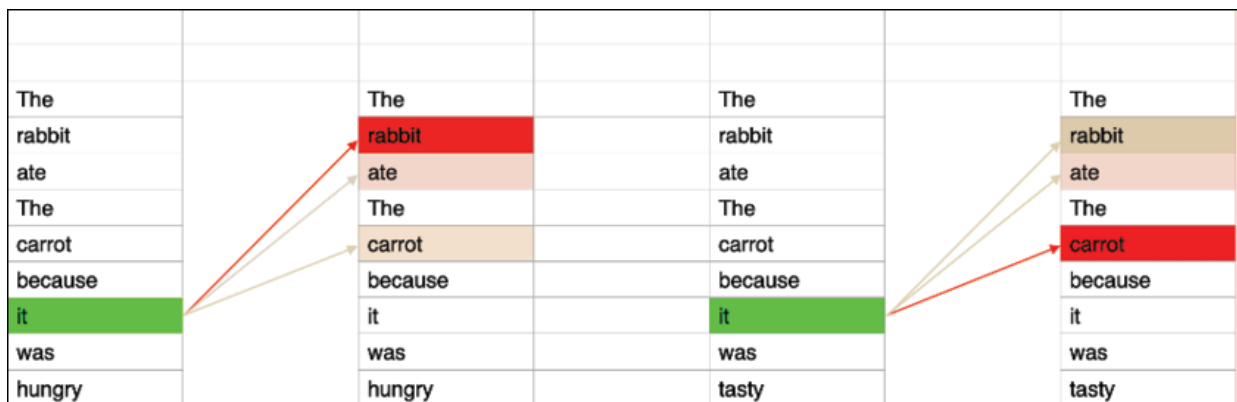 The The The The
rabbit rabbit rabbit rabbit
ate ate ate ate
The The The The
carrot carrot carrot carrot
because because because because
it it it it
was was was was
hungry hungry tasty tasty